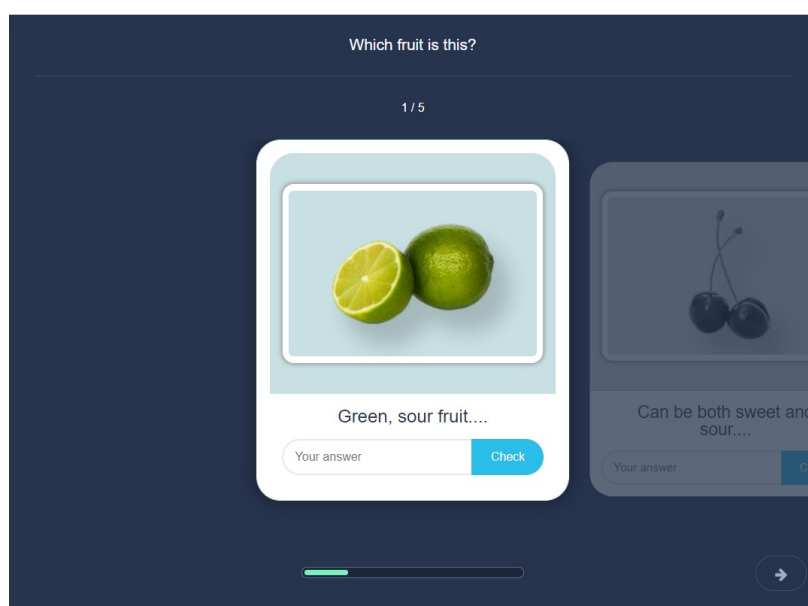 Which fruit is this?
1 / 5
Green, sour fruit....
Your answer
Check
Can be both sweet and
sour....
Your answer